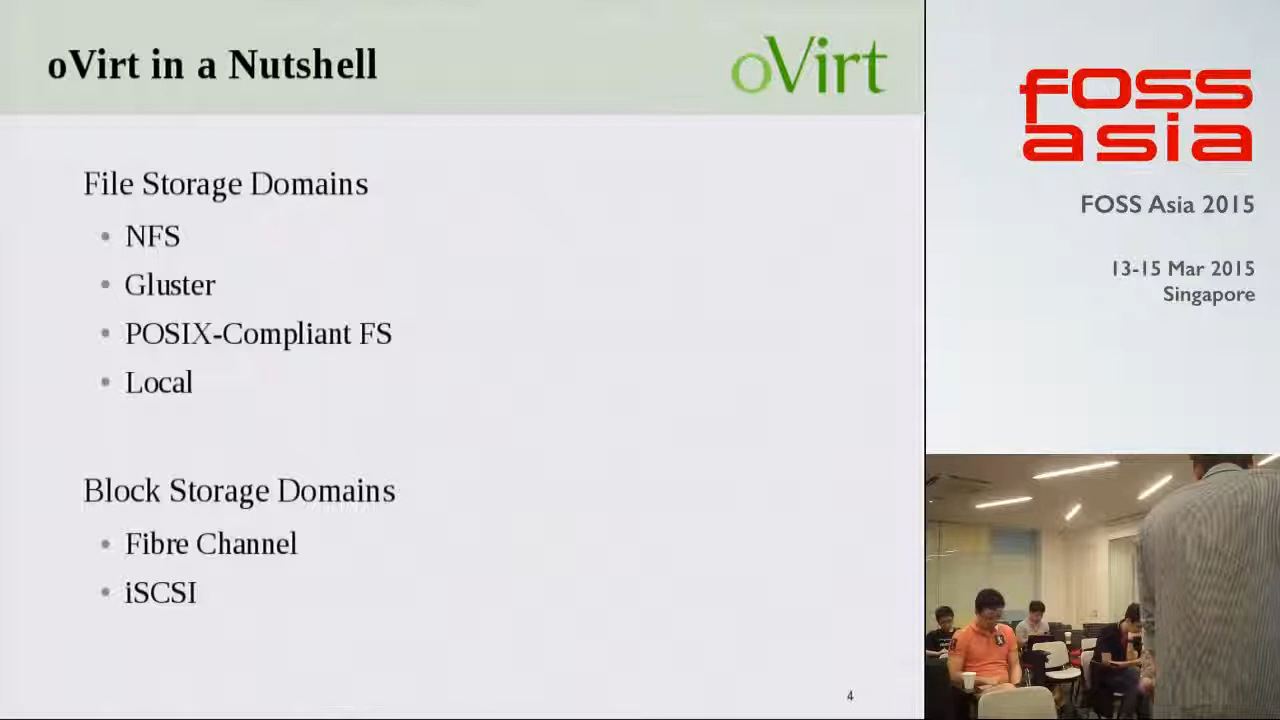 oVirt in a Nutshell
oVirt
File Storage Domains
NFS
Gluster
POSIX-Compliant FS
Local
Block Storage Domains
Fibre Channel
iSCSI
4
foss
asia
FOSS Asia 2015
13-15 Mar 2015
Singapore